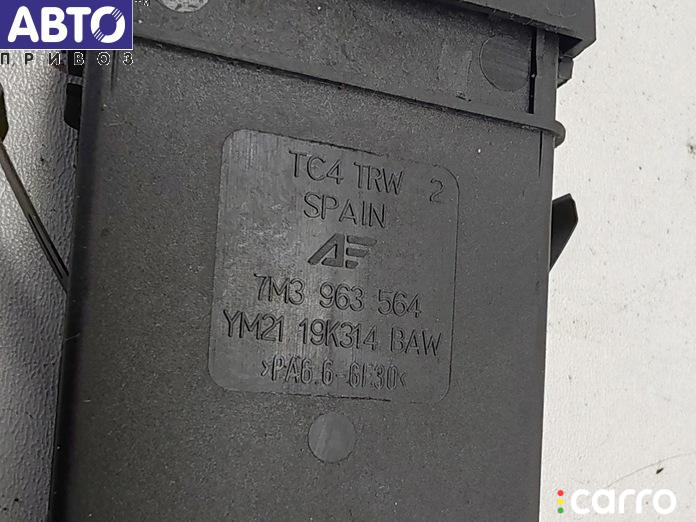 АВТО
ПРИВОЗ
TC4 TRW 2
SPAIN
7M3 963 564
YM21 19K314 BAW
>PA6.6-GF30<
:carro